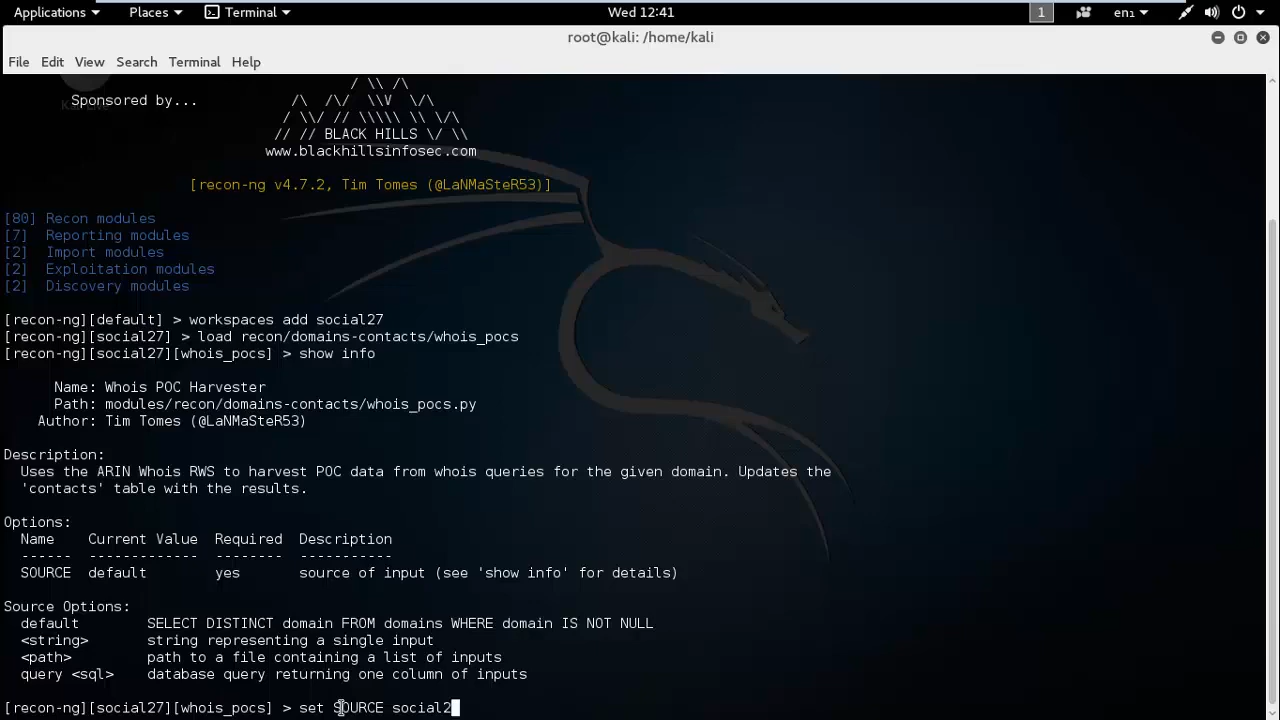 Applications Places Terminal Wed 12:41 1 en1
root@kali: /home/kali
File Edit View Search Terminal Help
/ \\ /\
Sponsored by... /\ /\/ \\V \/\
/ \\/ // \\\\\ \\ \/\
// // BLACK HILLS \/ \\
www.blackhillsinfosec.com
[recon-ng v4.7.2, Tim Tomes (@LaNMaSteR53)]
[80] Recon modules
[7] Reporting modules
[2] Import modules
[2] Exploitation modules
[2] Discovery modules
[recon-ng][default] > workspaces add social27
[recon-ng][social27] > load recon/domains-contacts/whois_pocs
[recon-ng][social27][whois_pocs] > show info
Name: Whois POC Harvester
Path: modules/recon/domains-contacts/whois_pocs.py
Author: Tim Tomes (@LaNMaSteR53)
Description:
Uses the ARIN Whois RWS to harvest POC data from whois queries for the given domain. Updates the
'contacts' table with the results.
Options:
Name Current Value Required Description
------ ------------- -------- -----------
SOURCE default yes source of input (see 'show info' for details)
Source Options:
default SELECT DISTINCT domain FROM domains WHERE domain IS NOT NULL
<string> string representing a single input
<path> path to a file containing a list of inputs
query <sql> database query returning one column of inputs
[recon-ng][social27][whois_pocs] > set SOURCE social2